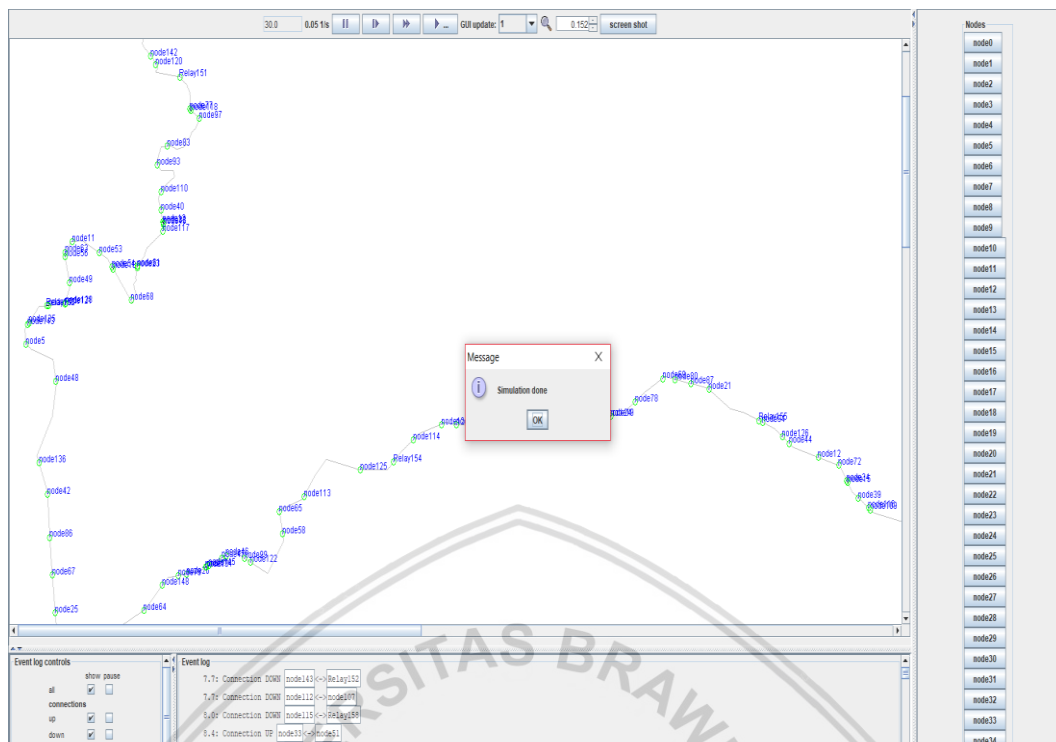 30.0 0.05 1/s GUI update: 1 0.152 screen shot
Nodes
node0
node1
node2
node3
node4
node5
node6
node7
node8
node9
node10
node11
node12
node13
node14
node15
node16
node17
node18
node19
node20
node21
node22
node23
node24
node25
node26
node27
node28
node29
node30
node31
node32
node33
node34
node142
node120
Relay151
node97
node83
node93
node110
node40
node117
node11
node53
node56
node49
node68
node5
node48
node136
node42
node86
node67
node25
node64
node148
node122
node58
node65
node113
node125
Relay154
node114
node78
node87
node21
Relay155
node126
node44
node12
node72
node39
Message X
Simulation done
OK
Event log controls
show pause
all
connections
up
down
Event log
7.7: Connection DOWN node143<->Relay152
7.7: Connection DOWN node112<->node107
8.0: Connection DOWN node115<->Relay158
8.4: Connection UP node33<->node51
RSITAS BRAW